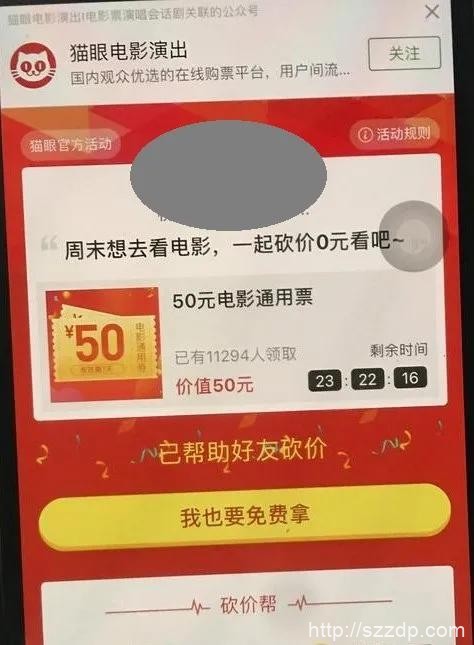 猫眼电影演出|电影票演唱会话剧关联的公众号
猫眼电影演出
国内观众优选的在线购票平台，用户间流...
关注
猫眼官方活动
活动规则
周末想去看电影，一起砍价0元看吧~
50元电影通用票
¥50
电影通用券
已有11294人领取
价值50元
剩余时间
23:22:16
已帮助好友砍价
我也要免费拿
砍价帮
http://szzdp.com